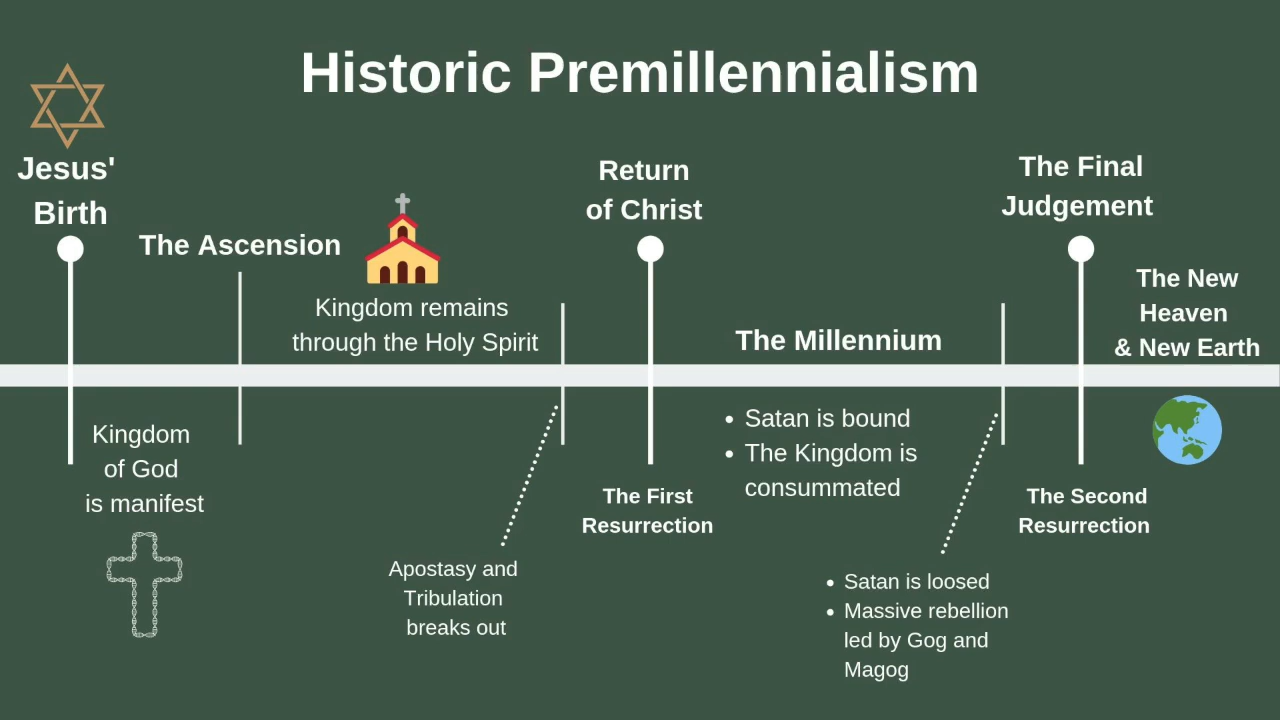 Historic Premillennialism
Jesus'
Birth
The Ascension
Kingdom remains
through the Holy Spirit
Return
of Christ
The Millennium
The Final
Judgement
The New
Heaven
& New Earth
Kingdom
of God
is manifest
Apostasy and
Tribulation
breaks out
The First
Resurrection
• Satan is bound
• The Kingdom is
consummated
• Satan is loosed
• Massive rebellion
led by Gog and
Magog
The Second
Resurrection